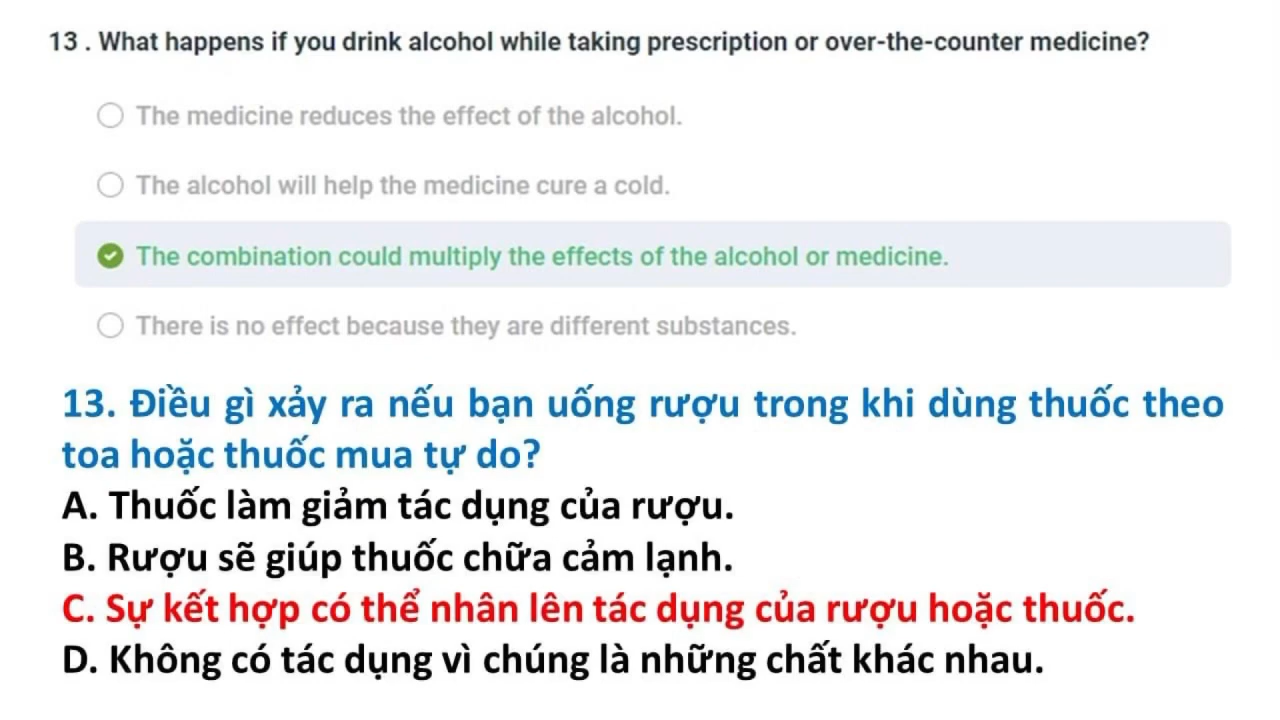 13 . What happens if you drink alcohol while taking prescription or over-the-counter medicine?
The medicine reduces the effect of the alcohol.
The alcohol will help the medicine cure a cold.
The combination could multiply the effects of the alcohol or medicine.
There is no effect because they are different substances.
13. Điều gì xảy ra nếu bạn uống rượu trong khi dùng thuốc theo
toa hoặc thuốc mua tự do?
A. Thuốc làm giảm tác dụng của rượu.
B. Rượu sẽ giúp thuốc chữa cảm lạnh.
C. Sự kết hợp có thể nhân lên tác dụng của rượu hoặc thuốc.
D. Không có tác dụng vì chúng là những chất khác nhau.